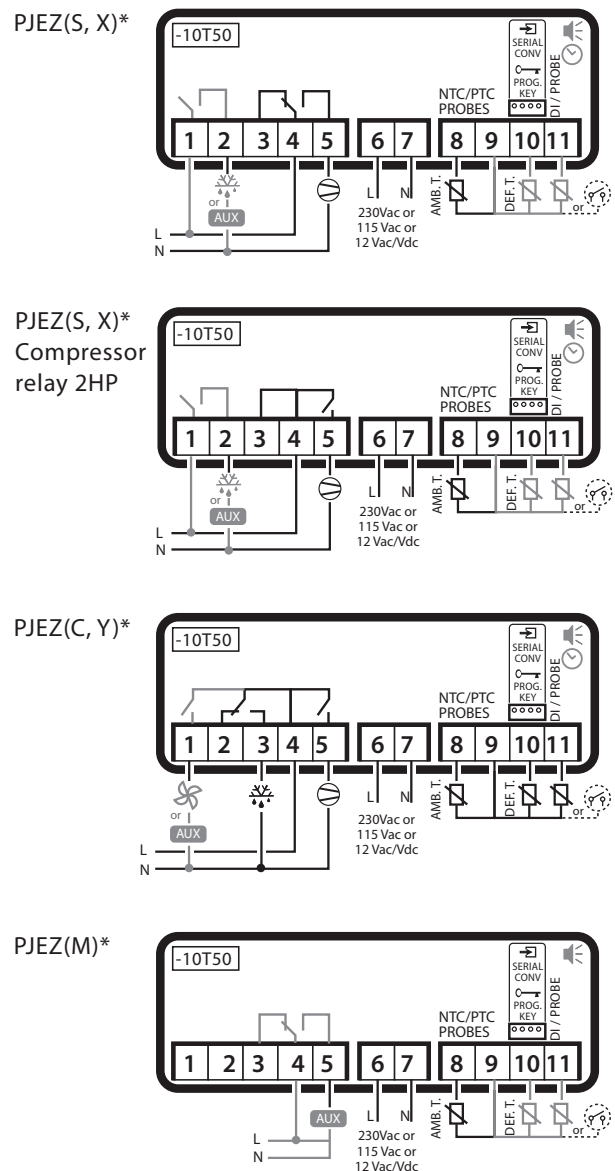 PJEZ(S, X)*
-10T50
SERIAL
CONV
PROG.
KEY
NTC/PTC
PROBES
DI / PROBE
1 2 3 4 5 6 7 8 9 10 11
or
AUX
L
N
L N
230Vac or
115 Vac or
12 Vac/Vdc
AMB. T.
DEF. T.
or
PJEZ(S, X)*
Compressor
relay 2HP
-10T50
SERIAL
CONV
PROG.
KEY
NTC/PTC
PROBES
DI / PROBE
1 2 3 4 5 6 7 8 9 10 11
or
AUX
L
N
L N
230Vac or
115 Vac or
12 Vac/Vdc
AMB. T.
DEF. T.
or
PJEZ(C, Y)*
-10T50
SERIAL
CONV
PROG.
KEY
NTC/PTC
PROBES
DI / PROBE
1 2 3 4 5 6 7 8 9 10 11
or
AUX
L
N
L N
230Vac or
115 Vac or
12 Vac/Vdc
AMB. T.
DEF. T.
or
PJEZ(M)*
-10T50
SERIAL
CONV
PROG.
KEY
NTC/PTC
PROBES
DI / PROBE
1 2 3 4 5 6 7 8 9 10 11
AUX
L
N
L N
230Vac or
115 Vac or
12 Vac/Vdc
AMB. T.
DEF. T.
or